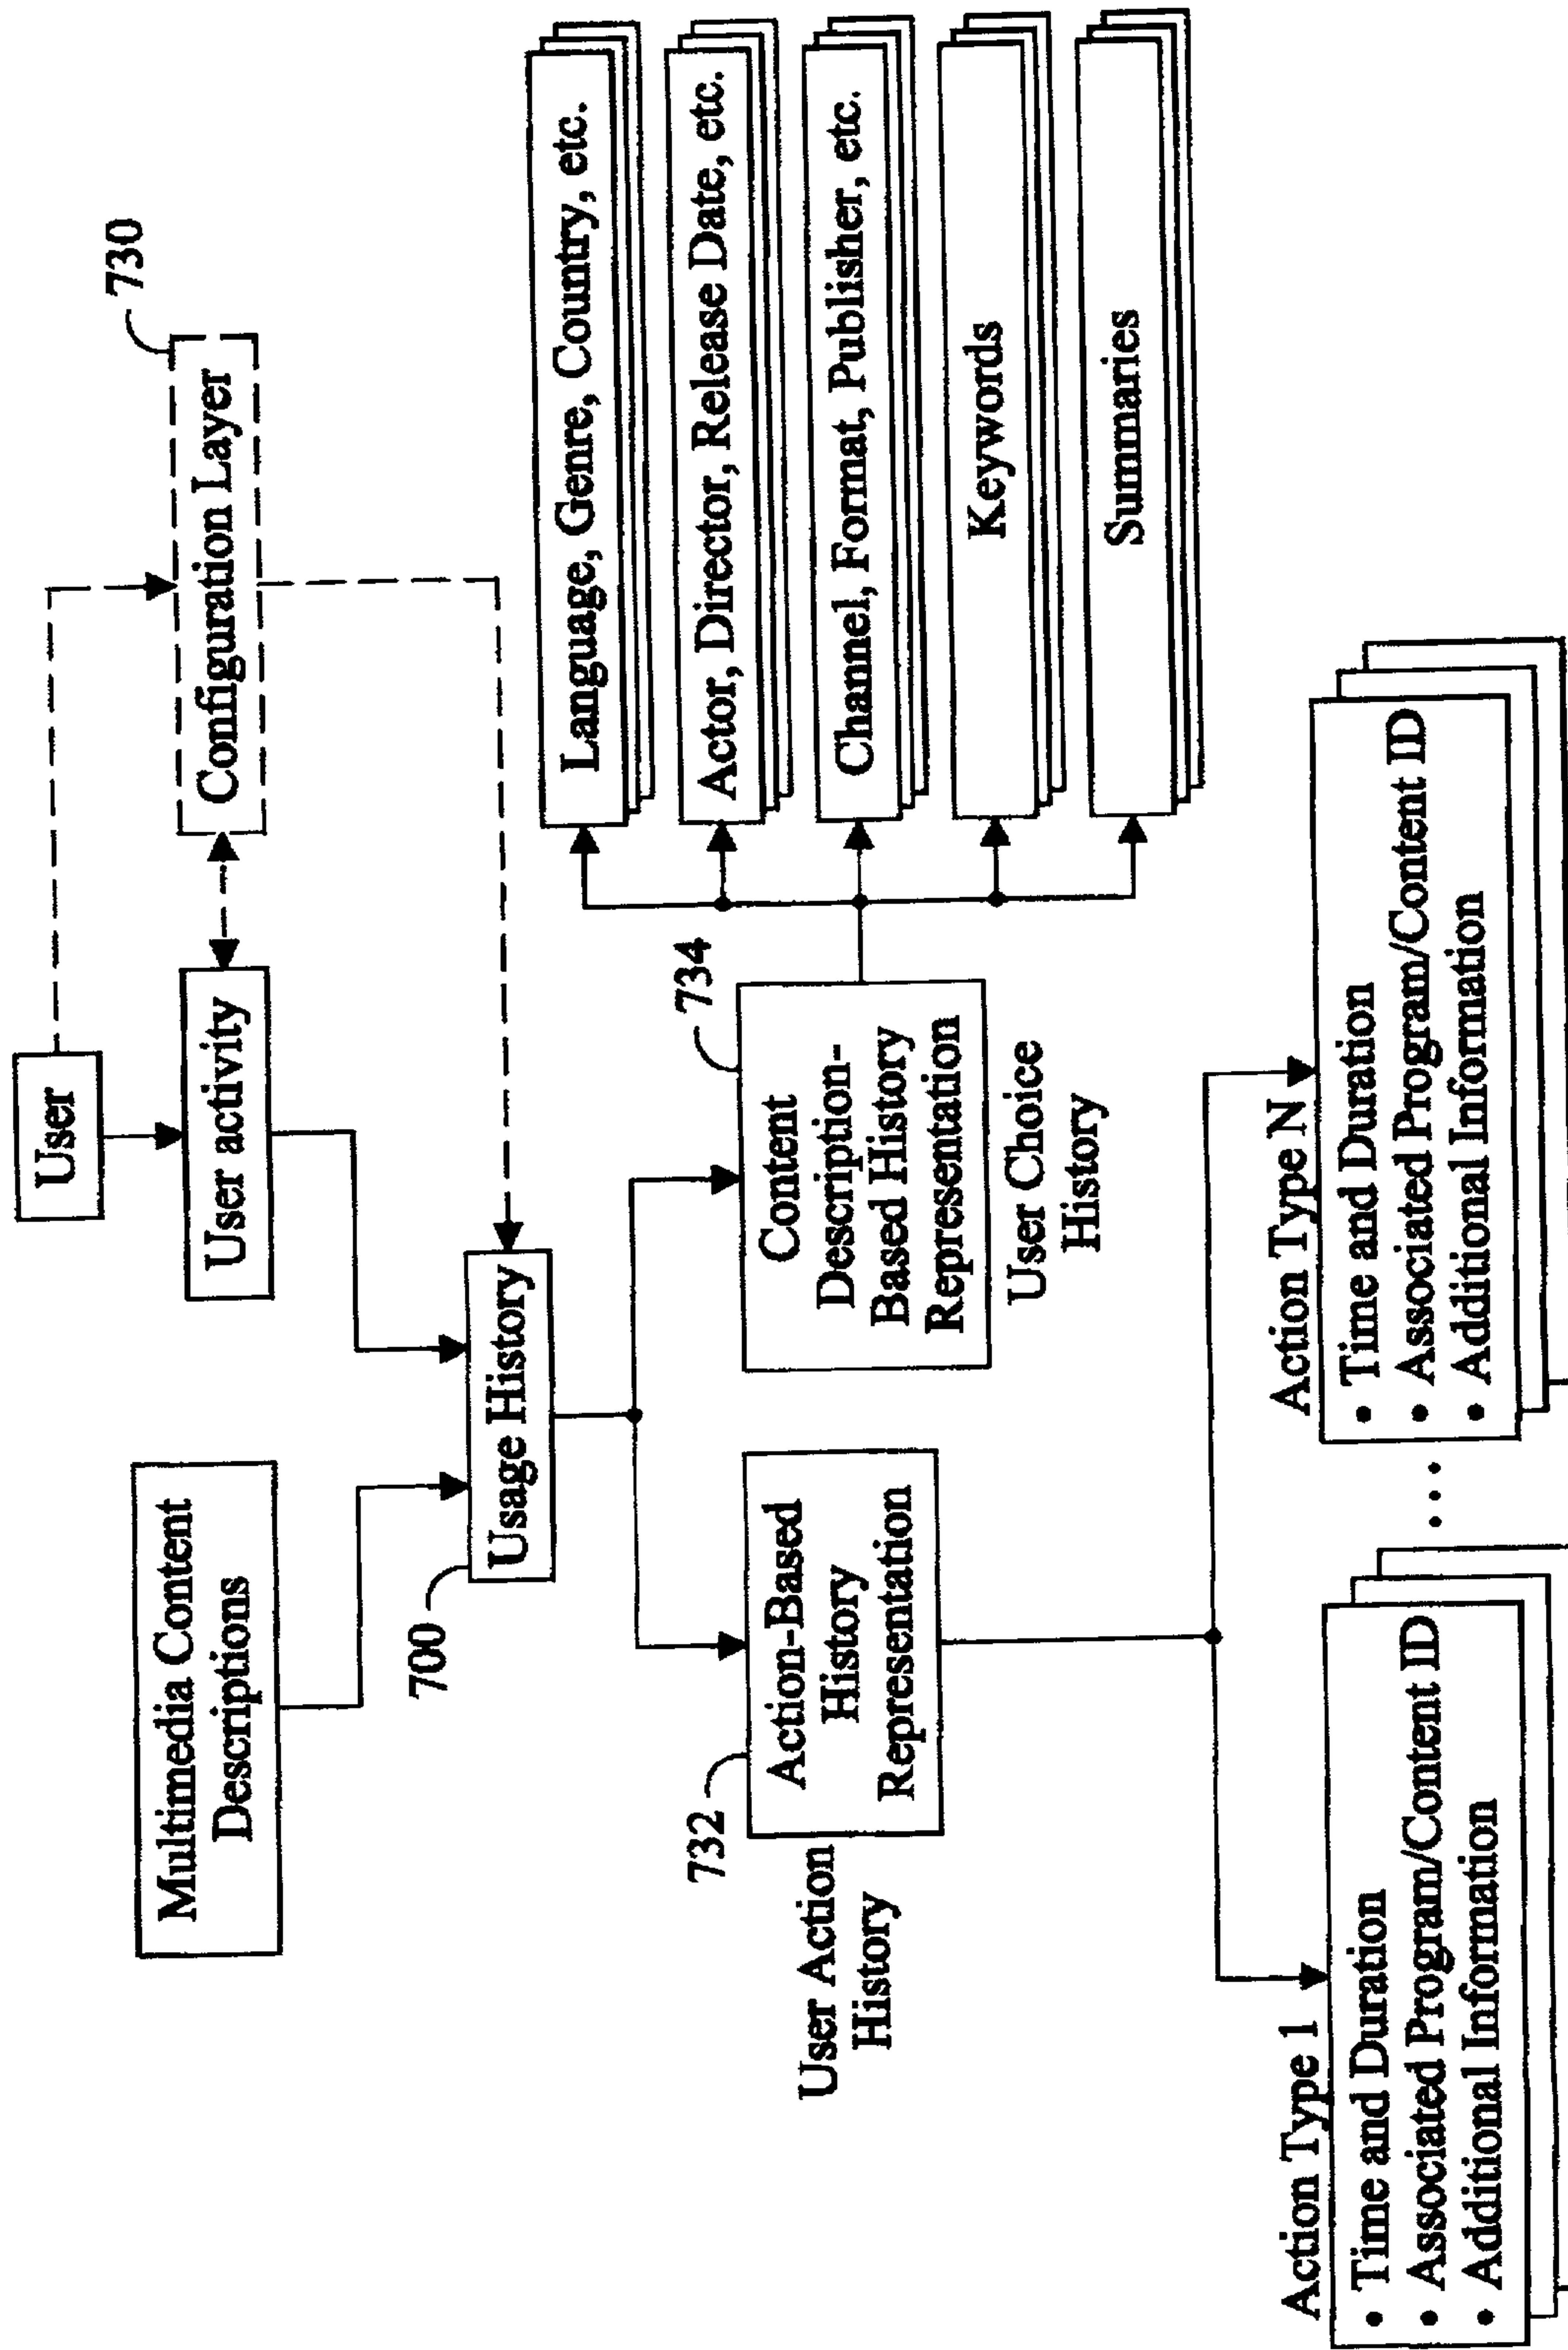 User
730
Configuration Layer
User activity
Multimedia Content
Descriptions
700
Usage History
Language, Genre, Country, etc.
Actor, Director, Release Date, etc.
Channel, Format, Publisher, etc.
Keywords
Summaries
734
Content
Description-
Based History
Representation
User Choice
History
732
Action-Based
History
Representation
User Action
History
Action Type 1
• Time and Duration
• Associated Program/Content ID
• Additional Information
• • •
Action Type N
• Time and Duration
• Associated Program/Content ID
• Additional Information